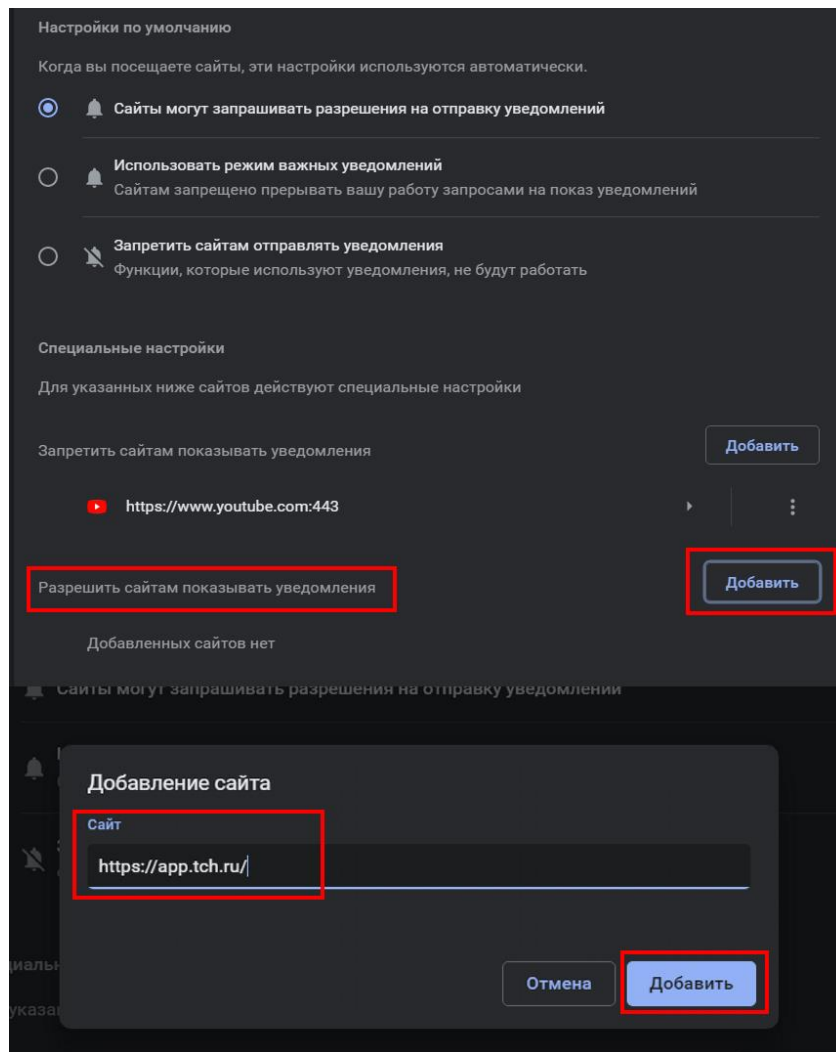 Настройки по умолчанию
Когда вы посещаете сайты, эти настройки используются автоматически.
Сайты могут запрашивать разрешения на отправку уведомлений
Использовать режим важных уведомлений
Сайтам запрещено прерывать вашу работу запросами на показ уведомлений
Запретить сайтам отправлять уведомления
Функции, которые используют уведомления, не будут работать
Специальные настройки
Для указанных ниже сайтов действуют специальные настройки
Запретить сайтам показывать уведомления
Добавить
https://www.youtube.com:443
Разрешить сайтам показывать уведомления
Добавить
Добавленных сайтов нет
Сайты могут запрашивать разрешения на отправку уведомлений
Добавление сайта
Сайт
https://app.tch.ru/
Отмена
Добавить